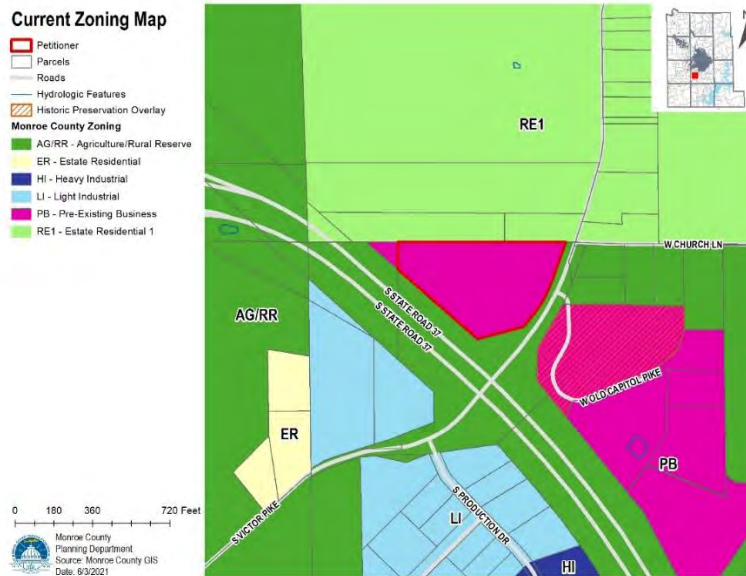 Current Zoning Map
Petitioner
Parcels
Roads
Hydrologic Features
Historic Preservation Overlay
Monroe County Zoning
AG/RR - Agriculture/Rural Reserve
ER - Estate Residential
HI - Heavy Industrial
LI - Light Industrial
PB - Pre-Existing Business
RE1 - Estate Residential 1
RE1
W CHURCH LN
S STATE ROAD 37
S STATE ROAD 37
AG/RR
W OLD CAPITOL PIKE
ER
PB
S VICTOR PIKE
S PRODUCTION DR
LI
HI
0 180 360 720 Feet
Monroe County
Planning Department
Source: Monroe County GIS
Date: 6/3/2021